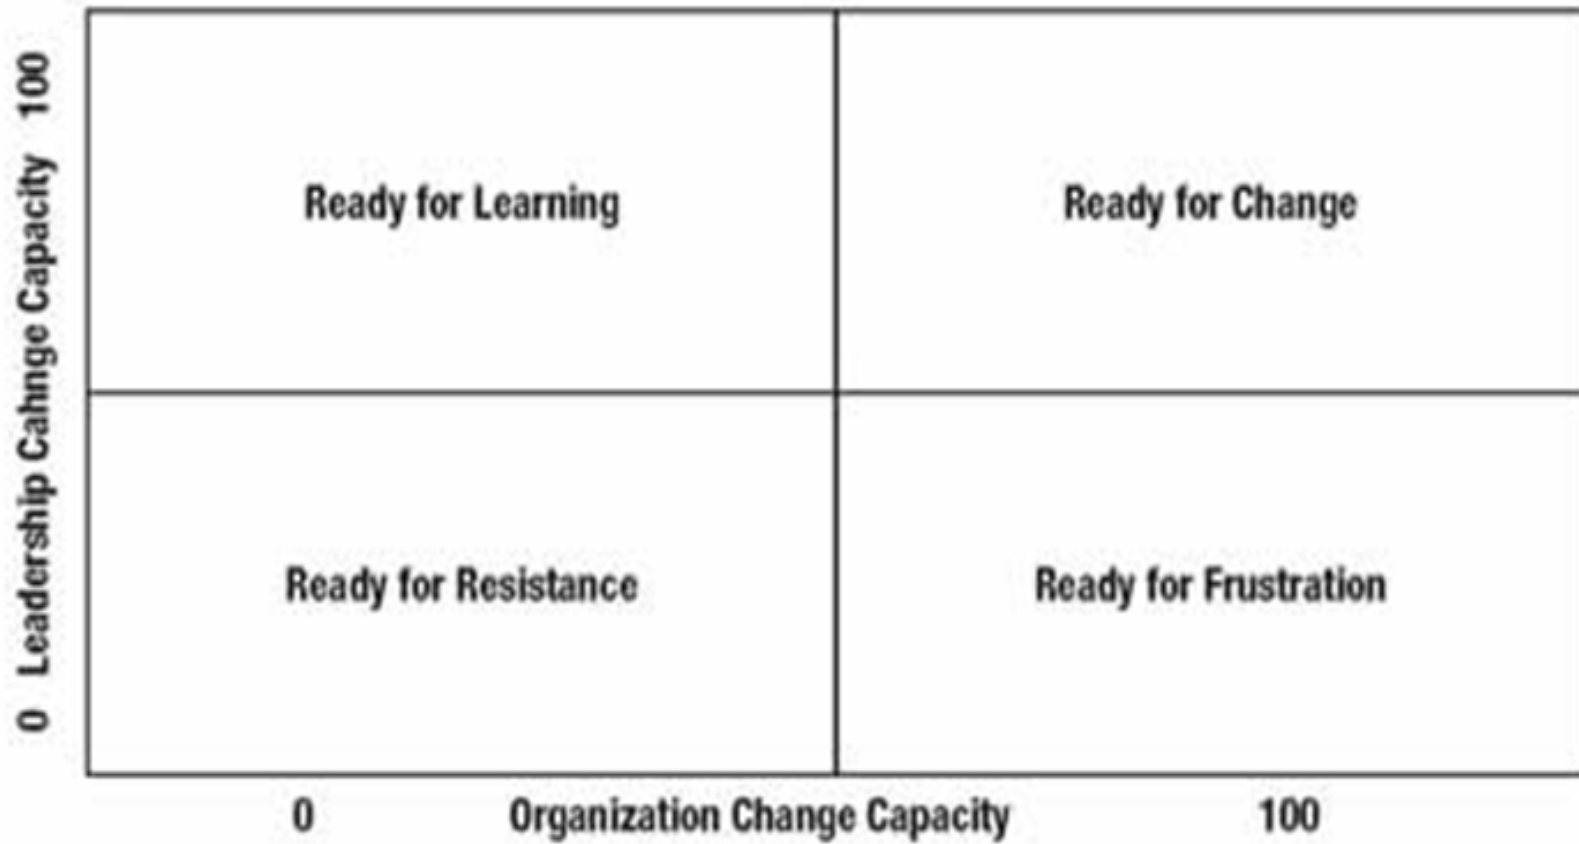 100
Leadership Cahnge Capacity
0
Ready for Learning
Ready for Change
Ready for Resistance
Ready for Frustration
0
Organization Change Capacity
100